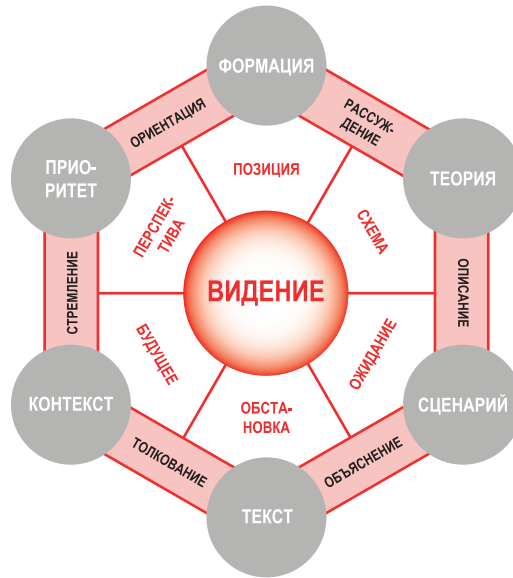 ФОРМАЦИЯ
ОРИЕНТАЦИЯ
РАССУЖ-
ДЕНИЕ
ПРИО-
РИТЕТ
ПОЗИЦИЯ
ТЕОРИЯ
ПЕРСПЕК-
ТИВА
СХЕМА
СТРЕМЛЕНИЕ
ВИДЕНИЕ
ОПИСАНИЕ
БУДУЩЕЕ
ОЖИДАНИЕ
КОНТЕКСТ
ОБСТА-
НОВКА
СЦЕНАРИЙ
ТОЛКОВАНИЕ
ОБЪЯСНЕНИЕ
ТЕКСТ